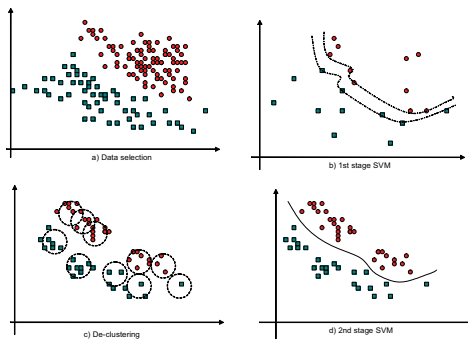 a) Data selection
b) 1st stage SVM
c) De-clustering
d) 2nd stage SVM